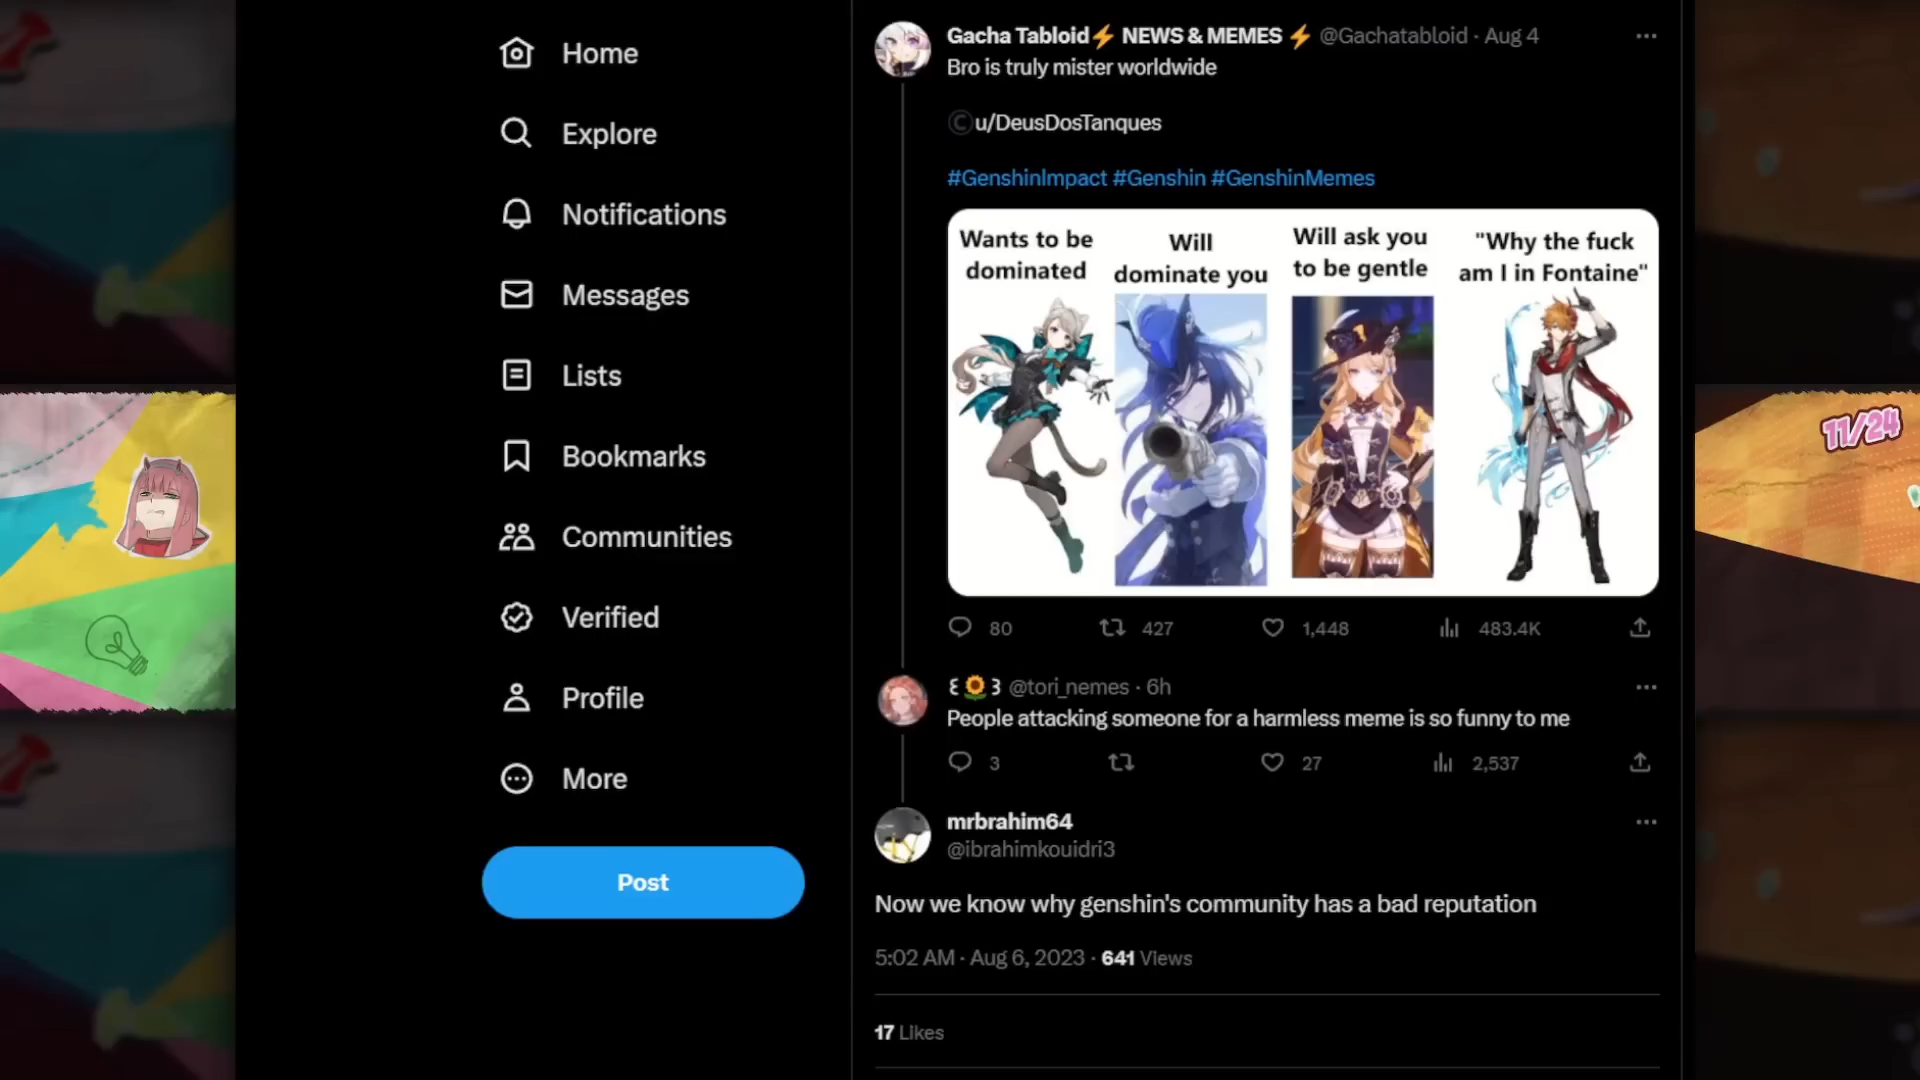 Home
Explore
Notifications
Messages
Lists
Bookmarks
Communities
Verified
Profile
More
Post
Gacha Tabloid⚡ NEWS & MEMES ⚡ @Gachatabloid · Aug 4
Bro is truly mister worldwide
©u/DeusDosTanques
#GenshinImpact #Genshin #GenshinMemes
Wants to be
dominated
Will
dominate you
Will ask you
to be gentle
"Why the fuck
am I in Fontaine"
80 427 1,448 483.4K
꒰🌻꒱ @tori_nemes · 6h
People attacking someone for a harmless meme is so funny to me
3 27 2,537
mrbrahim64
@ibrahimkouidri3
Now we know why genshin's community has a bad reputation
5:02 AM · Aug 6, 2023 · 641 Views
17 Likes
11/24